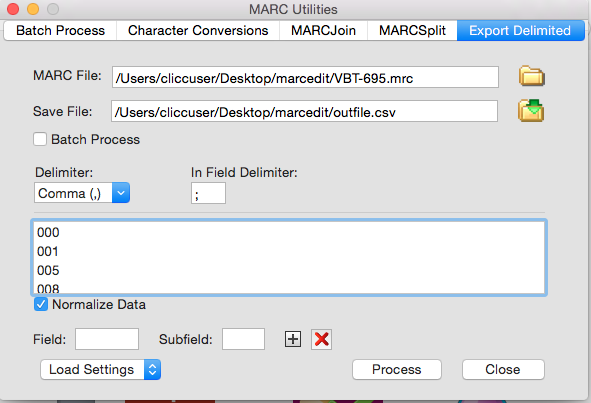 MARC Utilities
Batch Process Character Conversions MARCJoin MARCSplit Export Delimited
MARC File: /Users/cliccuser/Desktop/marcedit/VBT-695.mrc
Save File: /Users/cliccuser/Desktop/marcedit/outfile.csv
Batch Process
Delimiter: In Field Delimiter:
Comma (,) ;
000
001
005
008
Normalize Data
Field: Subfield:
Load Settings Process Close